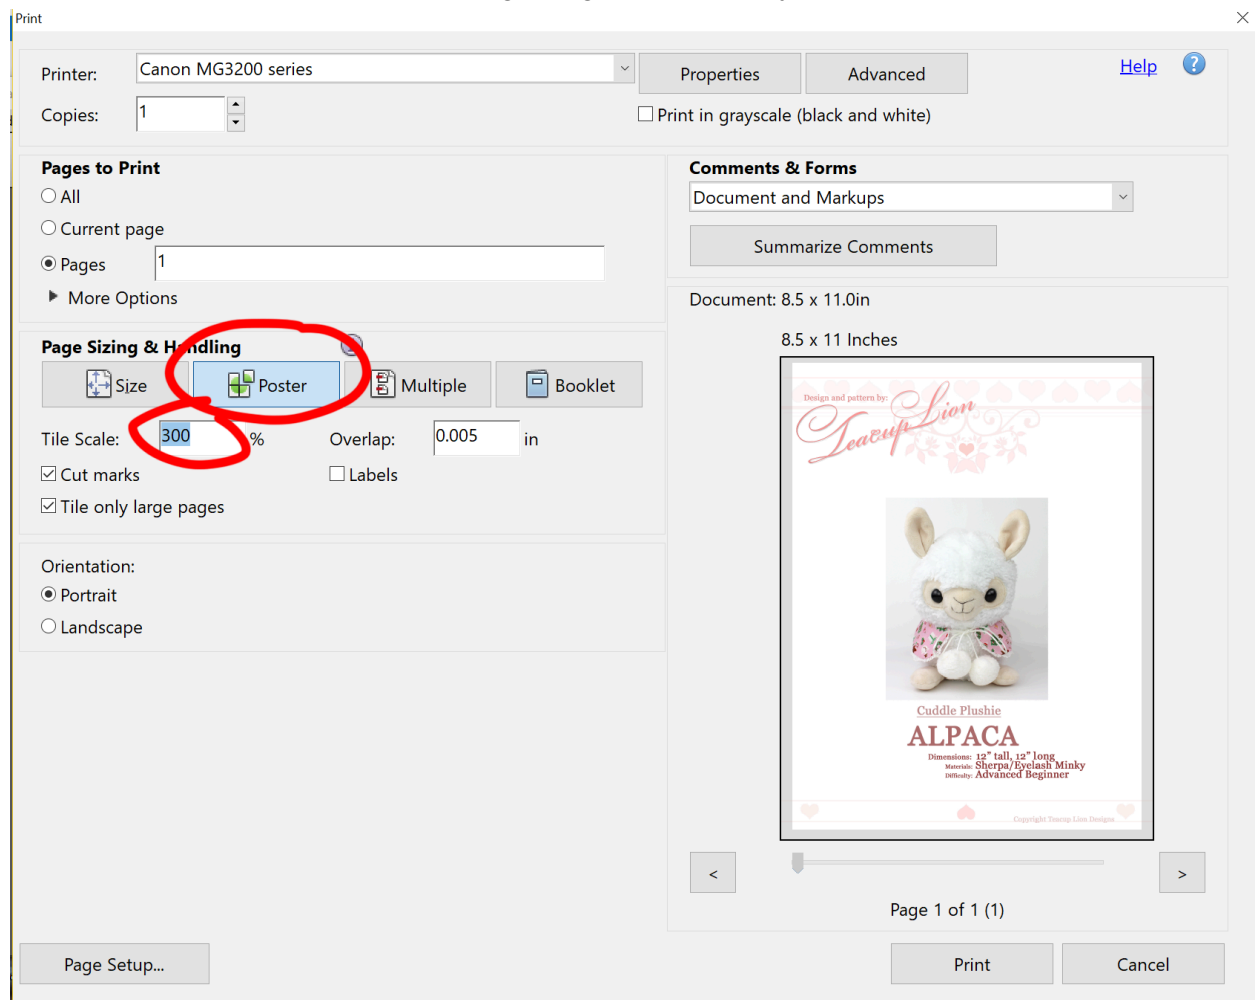 Print
Printer: Canon MG3200 series Properties Advanced Help ?
Copies: 1 Print in grayscale (black and white)
Pages to Print
All
Current page
Pages 1
More Options
Comments & Forms
Document and Markups
Summarize Comments
Page Sizing & Handling
Size Poster Multiple Booklet
Tile Scale: 300 % Overlap: 0.005 in
Cut marks Labels
Tile only large pages
Orientation:
Portrait
Landscape
Document: 8.5 x 11.0in
8.5 x 11 Inches
Design and pattern by:
Teacup Lion
Cuddle Plushie
ALPACA
Dimensions: 12" tall, 12" long
Materials: Sherpa/Eyelash Minky
Difficulty: Advanced Beginner
Copyright Teacup Lion Designs
< >
Page 1 of 1 (1)
Page Setup... Print Cancel